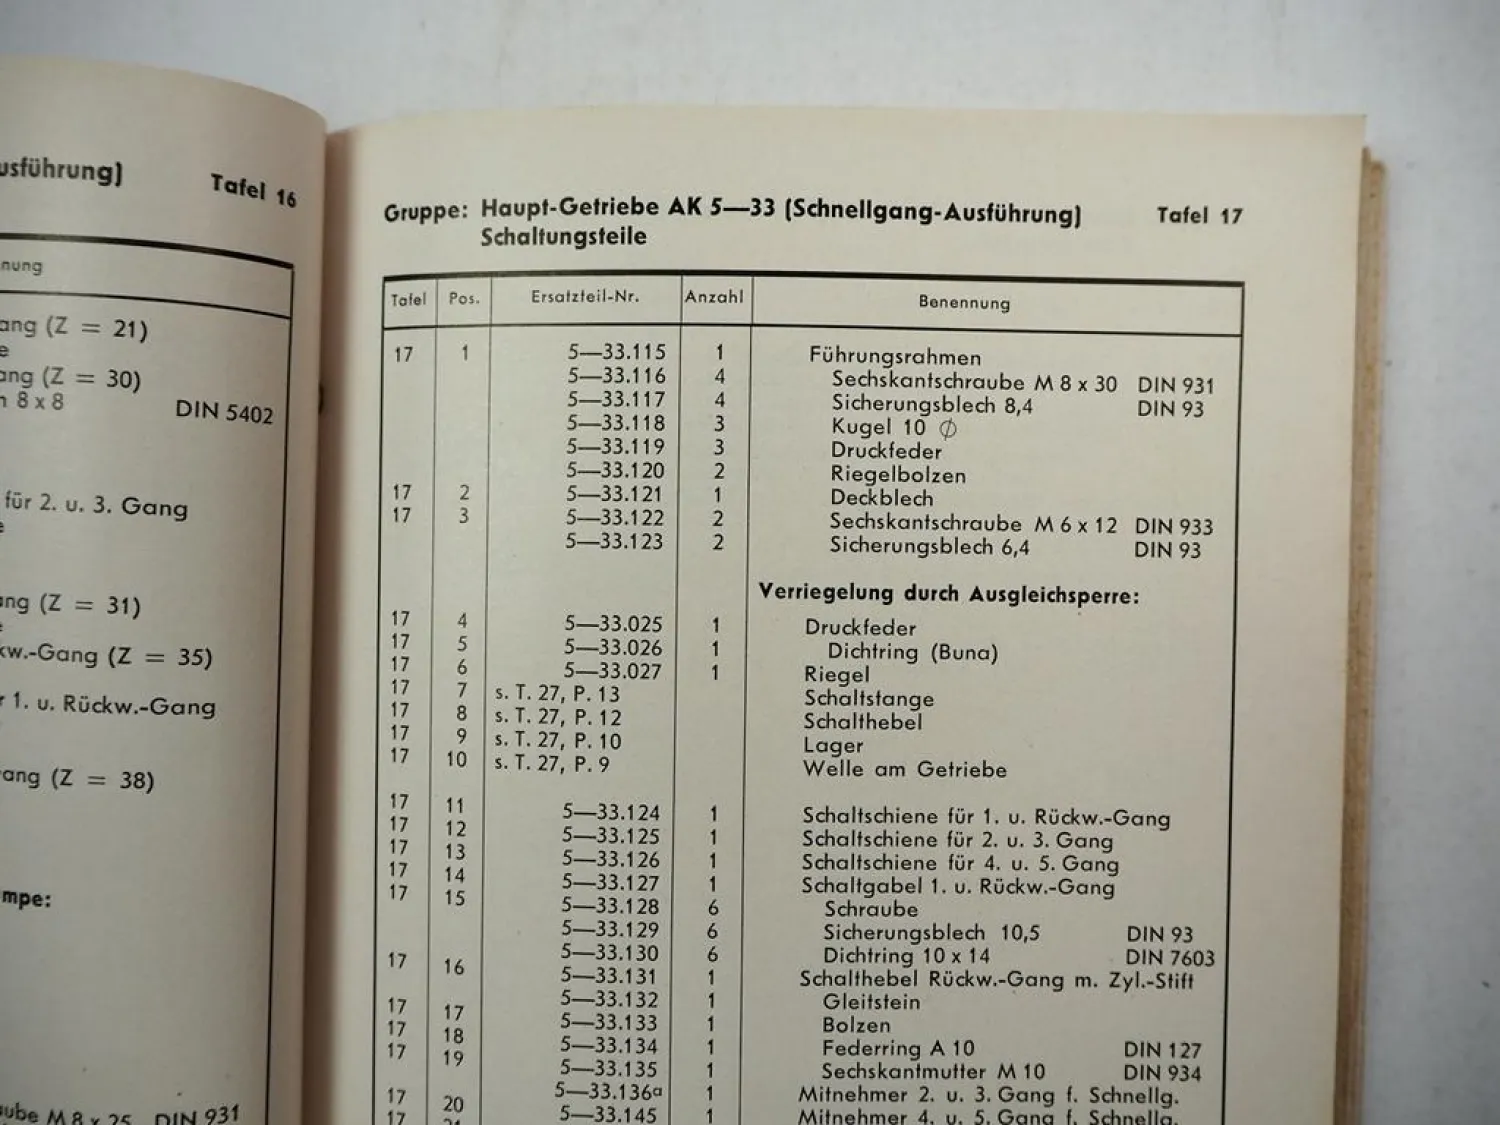 usführung) Tafel 16
nung
ang (Z = 21)
ang (Z = 30)
8 x 8 DIN 5402
für 2. u. 3. Gang
ang (Z = 31)
kw.-Gang (Z = 35)
r 1. u. Rückw.-Gang
ang (Z = 38)
mpe:
ube M 8 x 25 DIN 931
Gruppe: Haupt-Getriebe AK 5—33 (Schnellgang-Ausführung) Tafel 17
Schaltungsteile
Tafel Pos. Ersatzteil-Nr. Anzahl Benennung
17 1 5—33.115 1 Führungsrahmen
5—33.116 4 Sechskantschraube M 8 x 30 DIN 931
5—33.117 4 Sicherungsblech 8,4 DIN 93
5—33.118 3 Kugel 10 ∅
5—33.119 3 Druckfeder
5—33.120 2 Riegelbolzen
17 2 5—33.121 1 Deckblech
17 3 5—33.122 2 Sechskantschraube M 6 x 12 DIN 933
5—33.123 2 Sicherungsblech 6,4 DIN 93
Verriegelung durch Ausgleichsperre:
17 4 5—33.025 1 Druckfeder
17 5 5—33.026 1 Dichtring (Buna)
17 6 5—33.027 1 Riegel
17 7 s. T. 27, P. 13 Schaltstange
17 8 s. T. 27, P. 12 Schalthebel
17 9 s. T. 27, P. 10 Lager
17 10 s. T. 27, P. 9 Welle am Getriebe
17 11 5—33.124 1 Schaltschiene für 1. u. Rückw.-Gang
17 12 5—33.125 1 Schaltschiene für 2. u. 3. Gang
17 13 5—33.126 1 Schaltschiene für 4. u. 5. Gang
17 14 5—33.127 1 Schaltgabel 1. u. Rückw.-Gang
17 15 5—33.128 6 Schraube
5—33.129 6 Sicherungsblech 10,5 DIN 93
5—33.130 6 Dichtring 10 x 14 DIN 7603
17 16 5—33.131 1 Schalthebel Rückw.-Gang m. Zyl.-Stift
5—33.132 1 Gleitstein
17 17 5—33.133 1 Bolzen
17 18 5—33.134 1 Federring A 10 DIN 127
17 19 5—33.135 1 Sechskantmutter M 10 DIN 934
17 20 5—33.136a 1 Mitnehmer 2. u. 3. Gang f. Schnellg.
17 21 5—33.145 1 Mitnehmer 4. u. 5. Gang f. Schnellg.